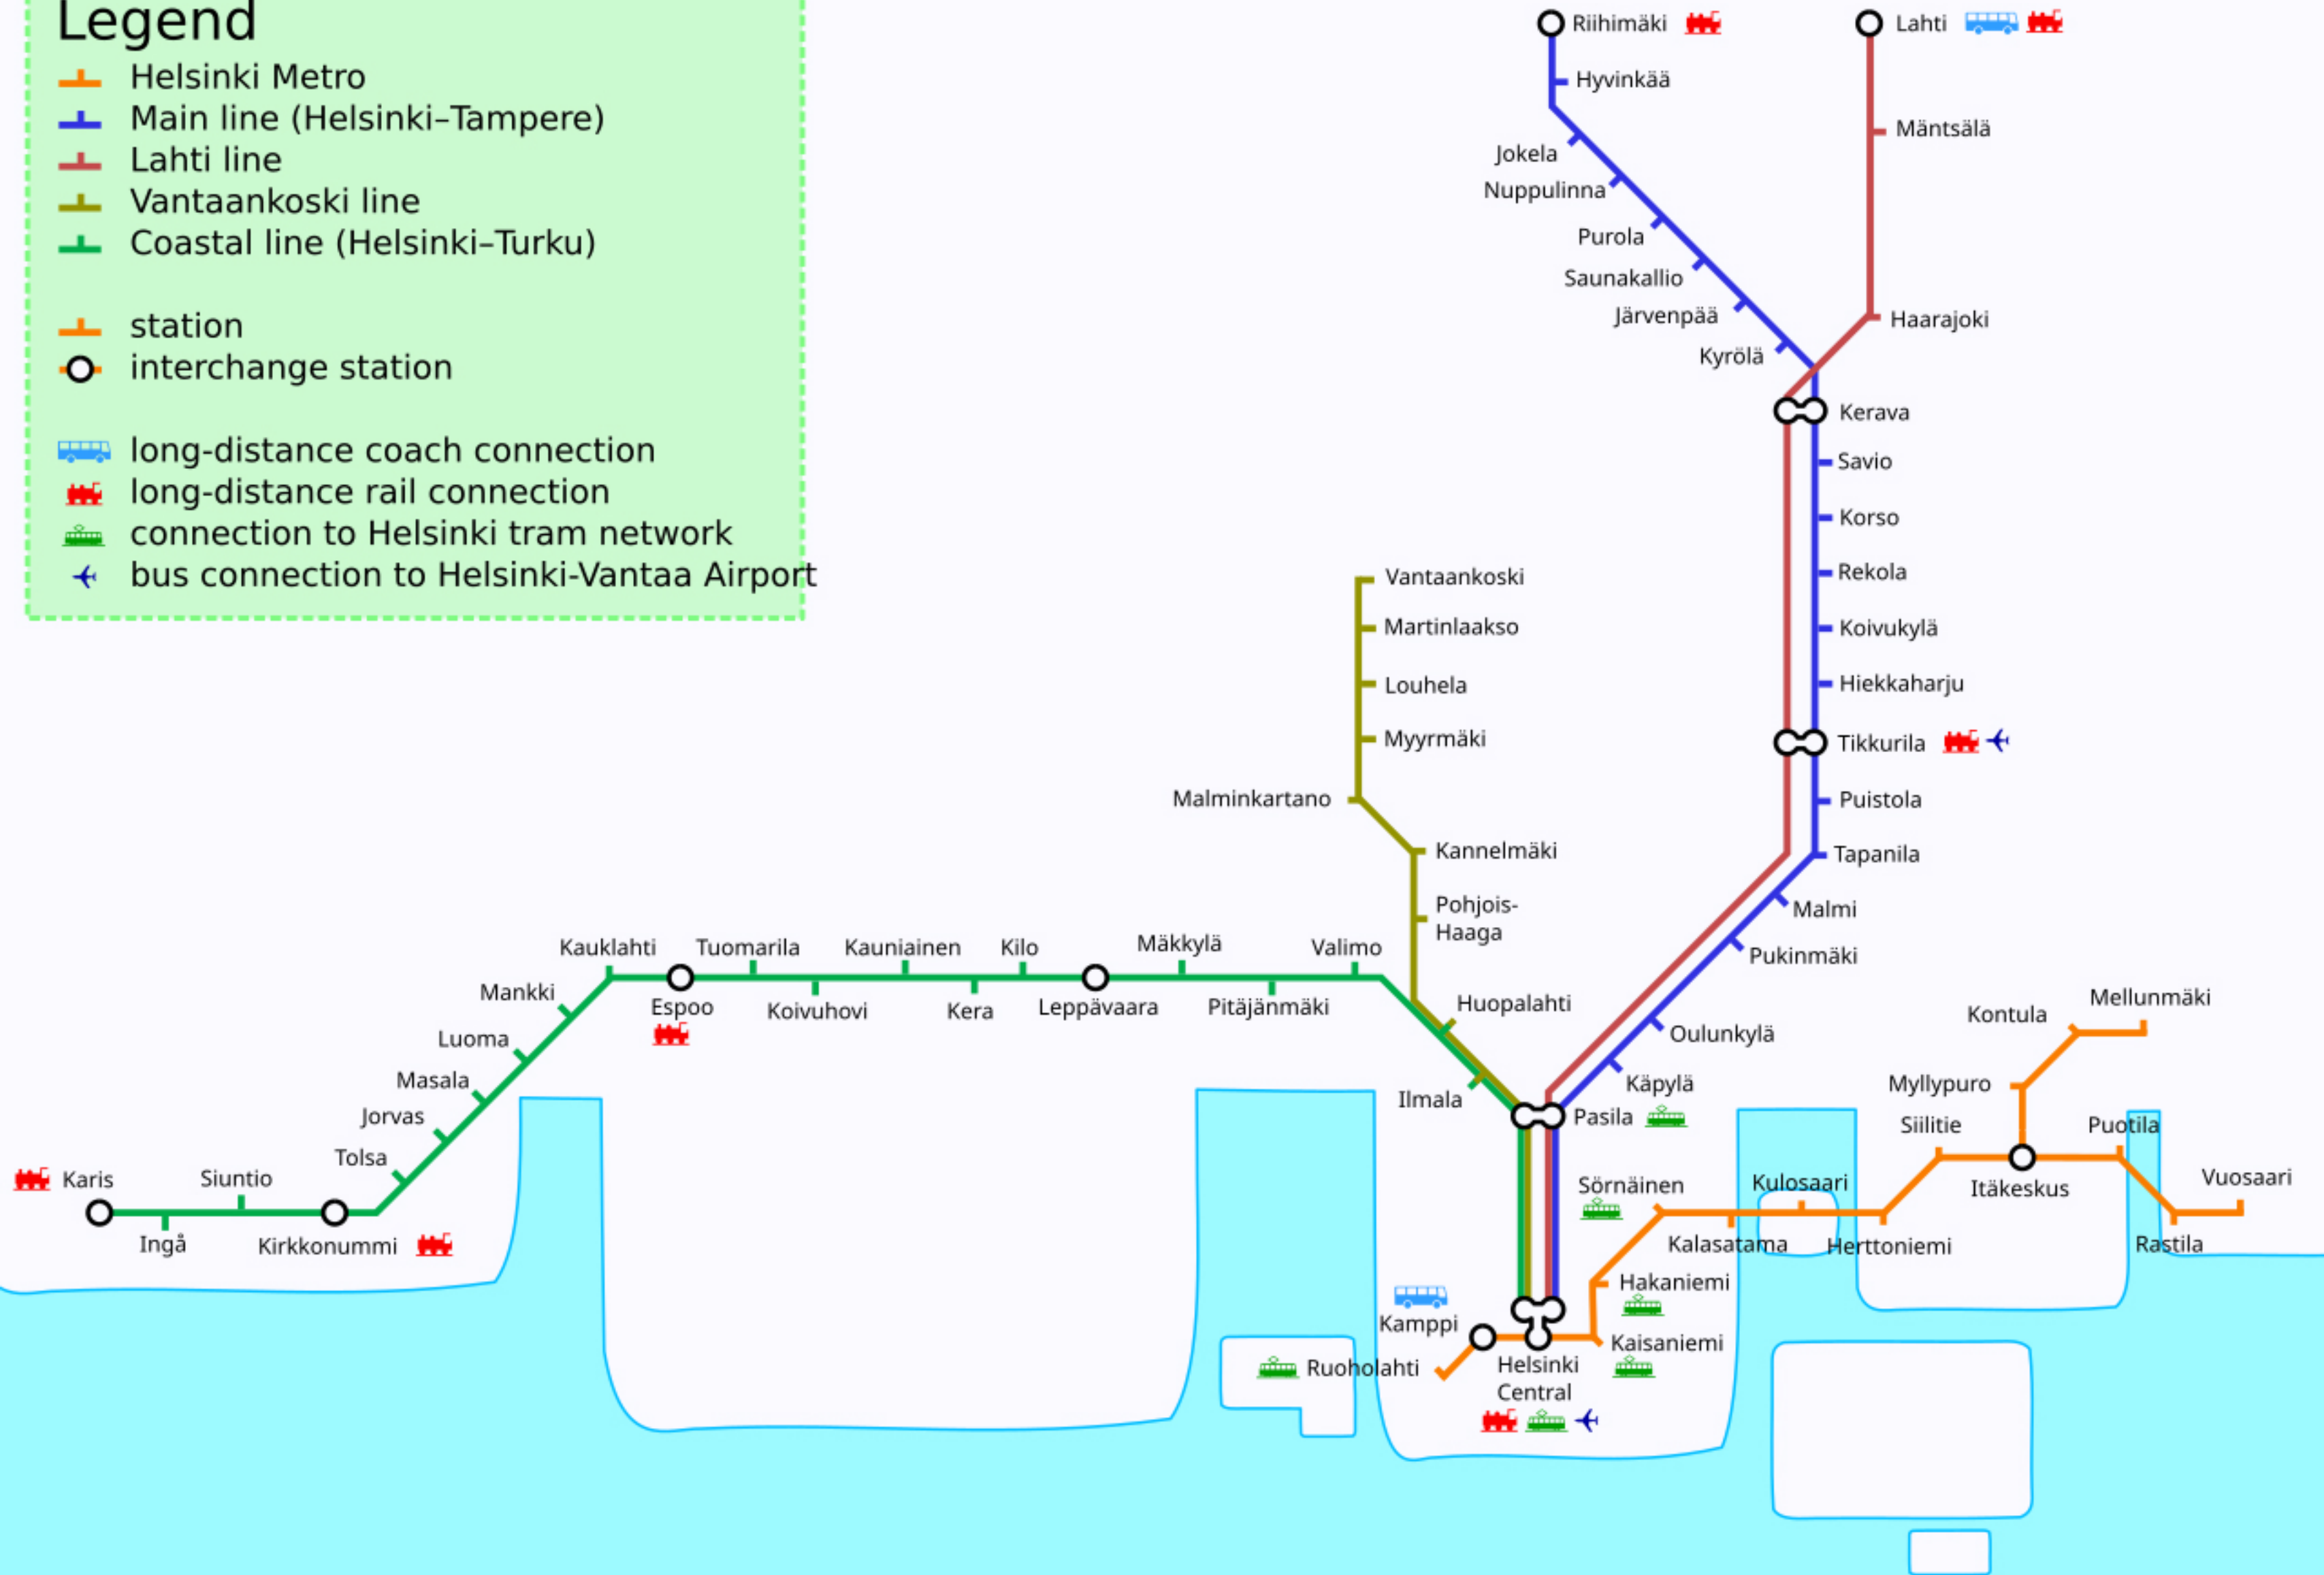 Legend
Helsinki Metro
Main line (Helsinki–Tampere)
Lahti line
Vantaankoski line
Coastal line (Helsinki–Turku)
station
interchange station
long-distance coach connection
long-distance rail connection
connection to Helsinki tram network
bus connection to Helsinki-Vantaa Airport
Riihimäki
Lahti
Hyvinkää
Mäntsälä
Jokela
Nuppulinna
Purola
Saunakallio
Järvenpää
Haarajoki
Kyrölä
Kerava
Savio
Korso
Rekola
Koivukylä
Hiekkaharju
Tikkurila
Puistola
Tapanila
Malmi
Pukinmäki
Oulunkylä
Käpylä
Pasila
Vantaankoski
Martinlaakso
Louhela
Myyrmäki
Malminkartano
Kannelmäki
Pohjois-
Haaga
Huopalahti
Ilmala
Kauklahti
Tuomarila
Kauniainen
Kilo
Mäkkylä
Valimo
Espoo
Koivuhovi
Kera
Leppävaara
Pitäjänmäki
Mankki
Luoma
Masala
Jorvas
Tolsa
Karis
Siuntio
Ingå
Kirkkonummi
Kontula
Mellunmäki
Myllypuro
Siilitie
Puotila
Itäkeskus
Vuosaari
Rastila
Sörnäinen
Kulosaari
Kalasatama
Herttoniemi
Hakaniemi
Kaisaniemi
Kamppi
Ruoholahti
Helsinki
Central